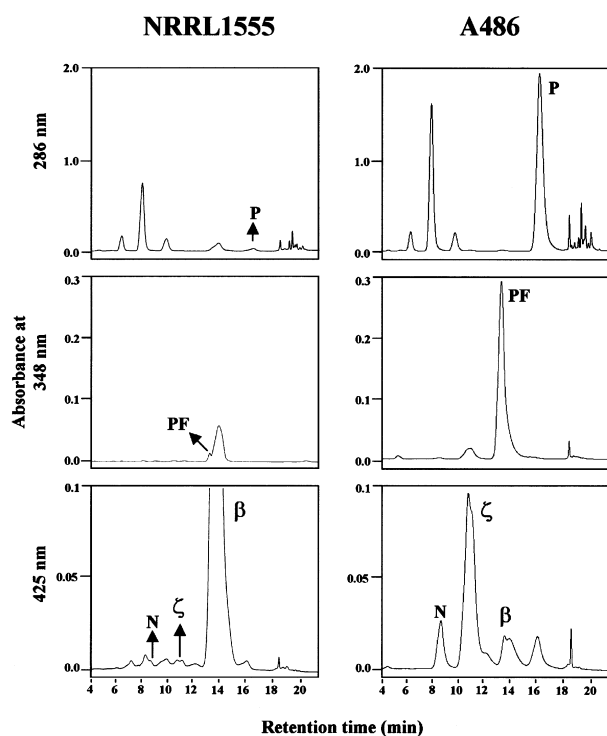 NRRL1555 A486
286 nm
2.0
1.0
0.0
P
2.0
1.0
0.0
P
Absorbance at
348 nm
0.3
0.2
0.1
0.0
PF
0.3
0.2
0.1
0.0
PF
425 nm
0.1
0.05
0.0
N
ζ
β
0.1
0.05
0.0
N
ζ
β
4 6 8 10 12 14 16 18 20
4 6 8 10 12 14 16 18 20
Retention time (min)